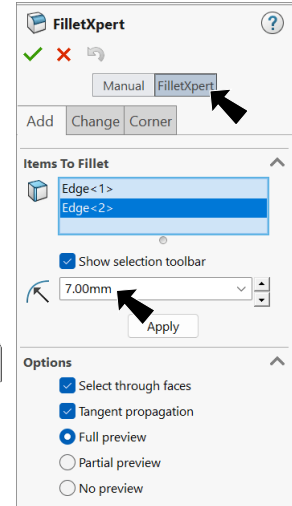 FilletXpert
?
Manual FilletXpert
Add Change Corner
Items To Fillet
Edge<1>
Edge<2>
Show selection toolbar
7.00mm
Apply
Options
Select through faces
Tangent propagation
Full preview
Partial preview
No preview